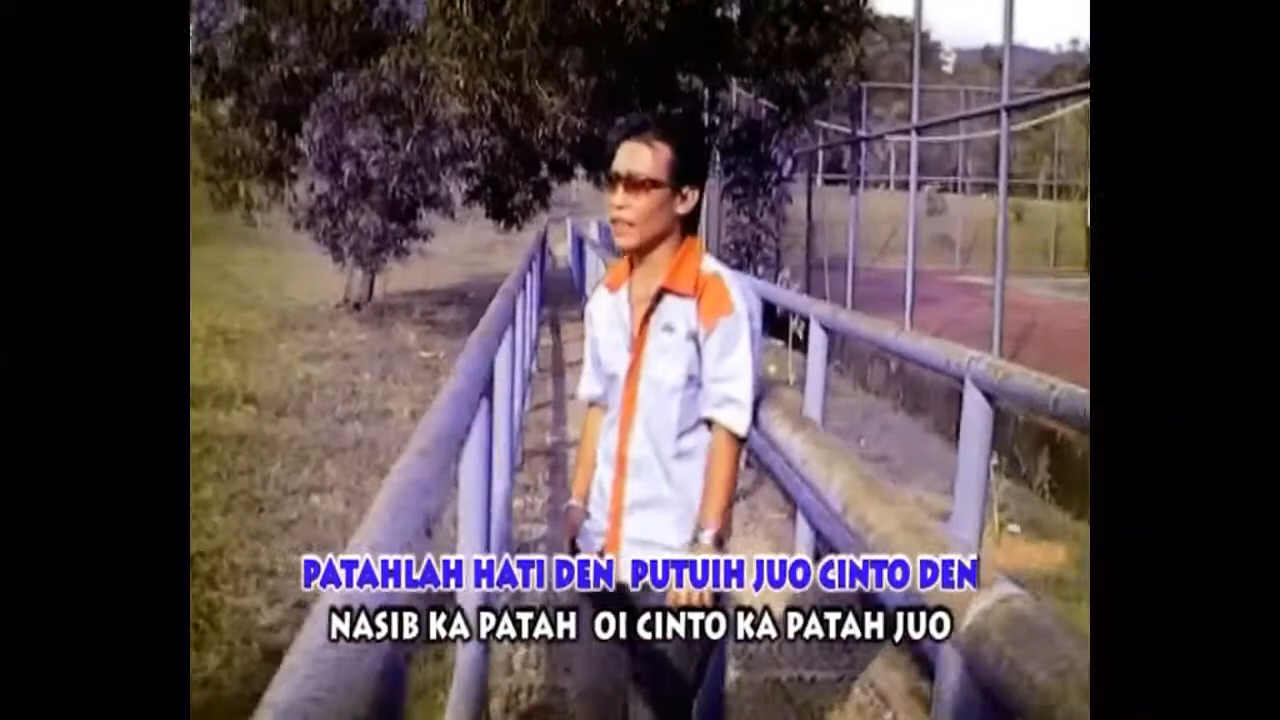 PATAHLAH HATI DEN PUTUIH JUO CINTO DEN
NASIB KA PATAH OI CINTO KA PATAH JUO